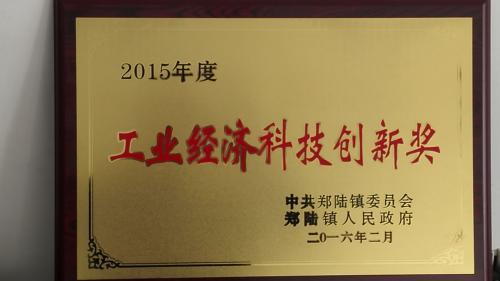 2015年度
工业经济科技创新奖
中共郑陆镇委员会
郑陆镇人民政府
二〇一六年二月